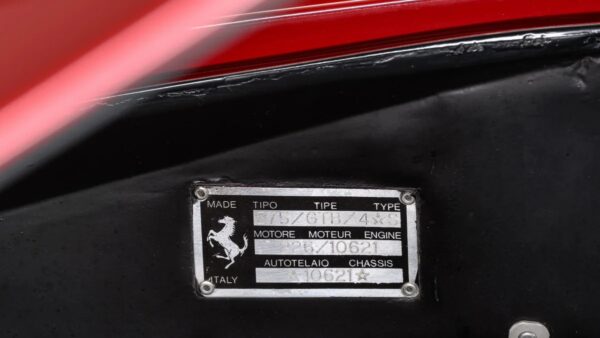 MADE TIPO TIPE TYPE
275/GTB/4☆S
MOTORE MOTEUR ENGINE
226/10621
AUTOTELAIO CHASSIS
ITALY 10621☆